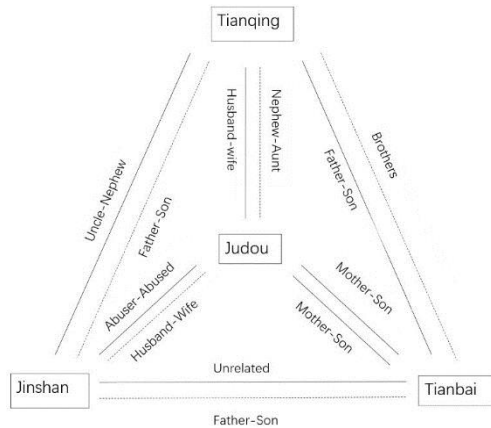 Tianqing
Husband-wife
Nephew-Aunt
Uncle-Nephew
Father-Son
Father-Son
Brothers
Judou
Abuser-Abused
Husband-Wife
Mother-Son
Mother-Son
Jinshan
Unrelated
Father-Son
Tianbai